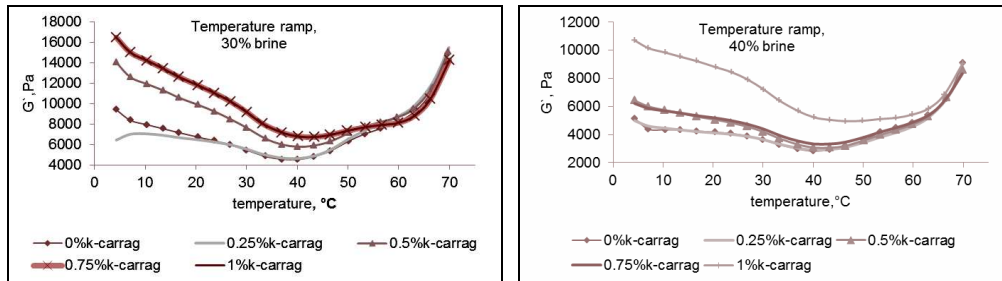 Temperature ramp,
30% brine
G`, Pa
18000
16000
14000
12000
10000
8000
6000
4000
0 10 20 30 40 50 60 70
temperature, °C
0%k-carrag 0.25%k-carrag 0.5%k-carrag
0.75%k-carrag 1%k-carrag
Temperature ramp,
40% brine
G`, Pa
12000
10000
8000
6000
4000
2000
0 10 20 30 40 50 60 70
temperature,°C
0%k-carrag 0.25%k-carrag 0.5%k-carrag
0.75%k-carrag 1%k-carrag